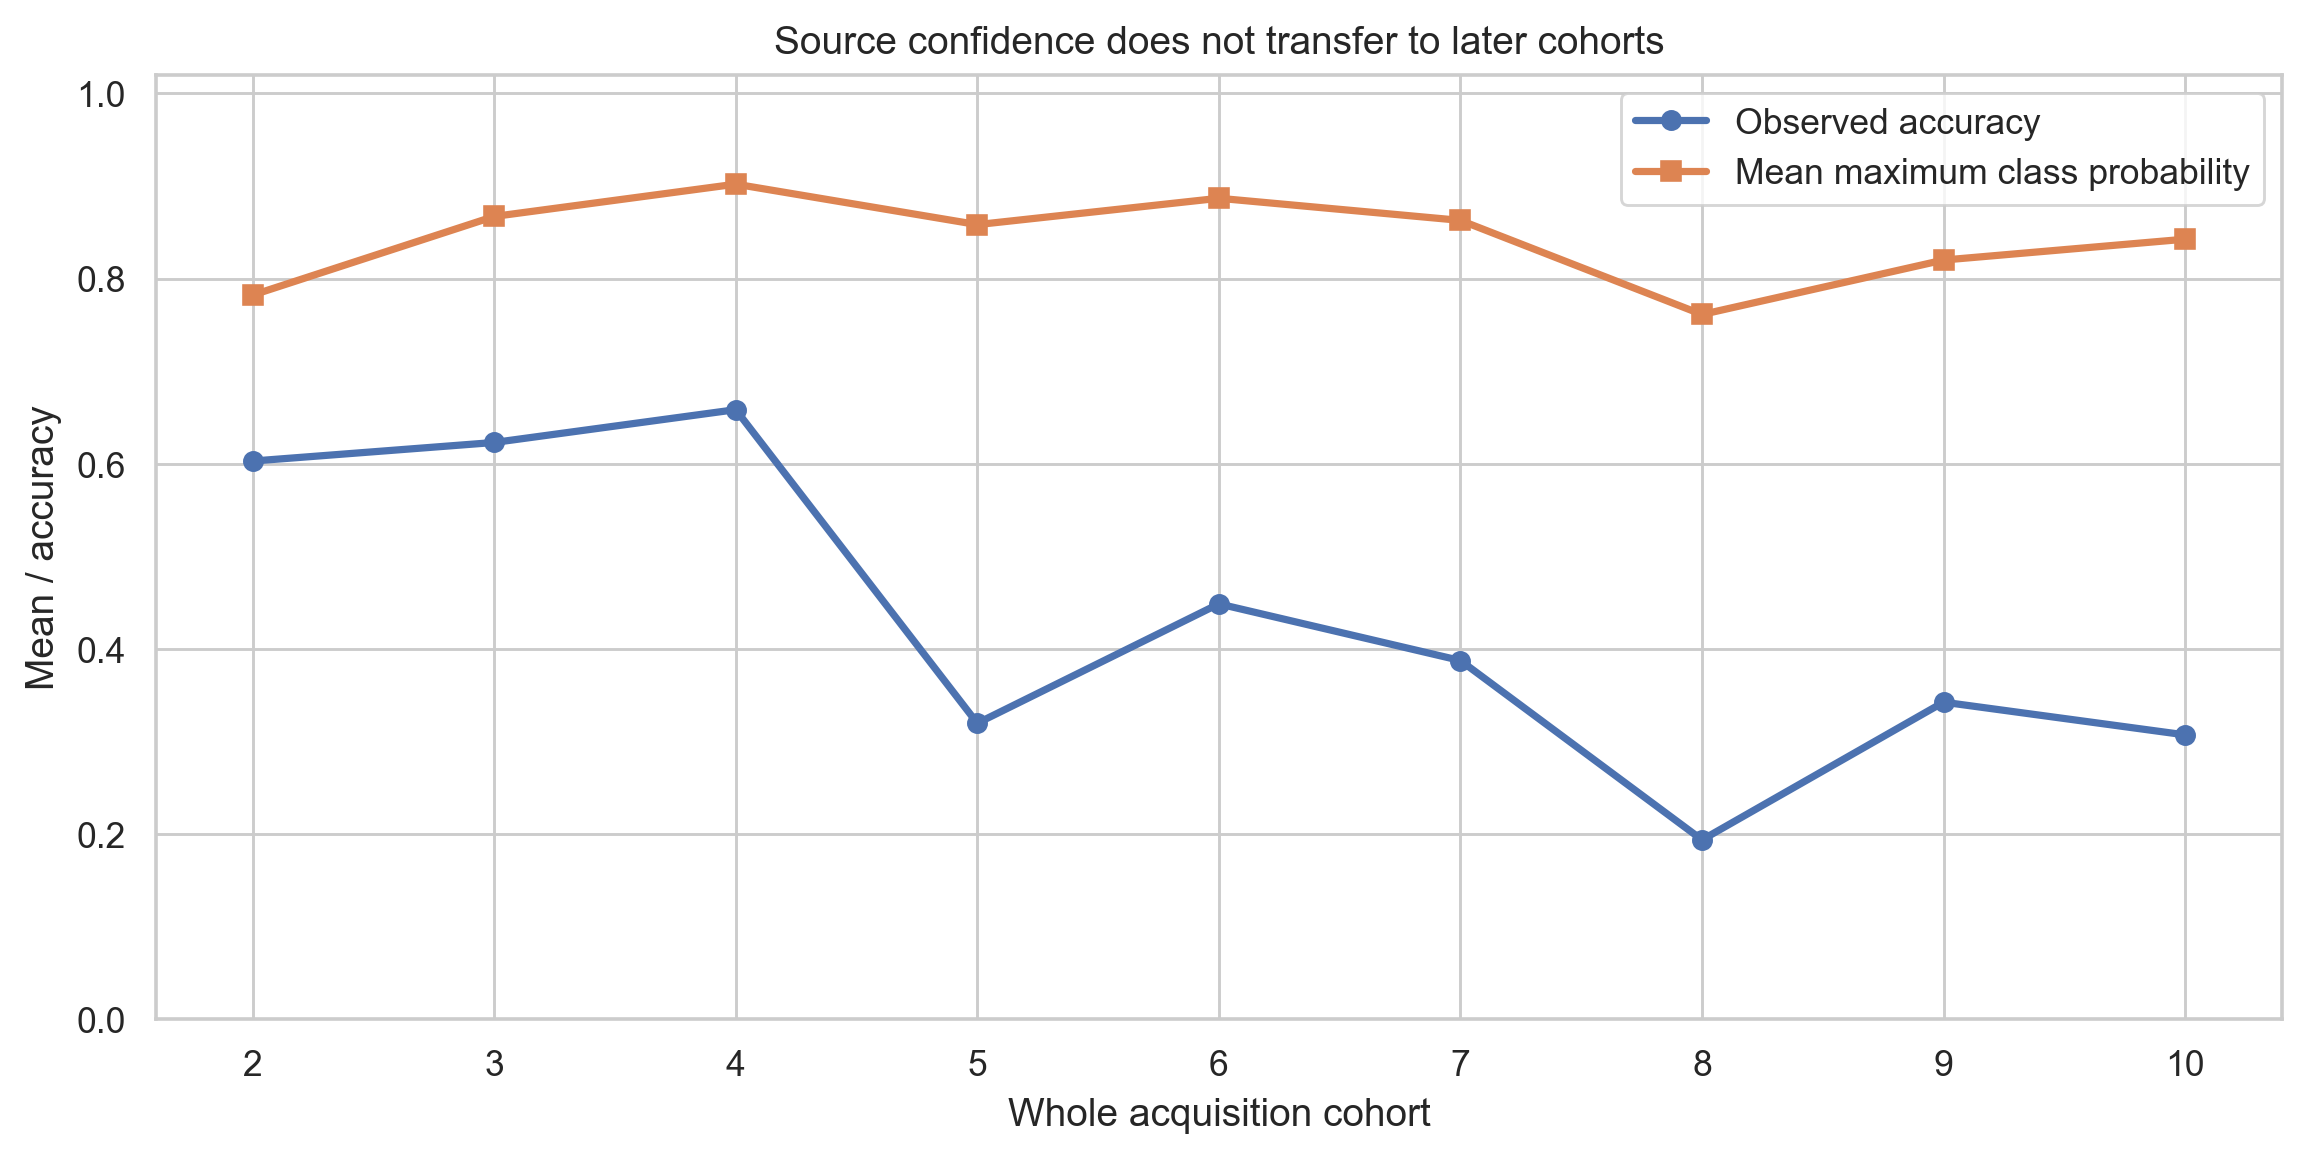 Source confidence does not transfer to later cohorts
Observed accuracy
Mean maximum class probability
Mean / accuracy
1.0
0.8
0.6
0.4
0.2
0.0
2 3 4 5 6 7 8 9 10
Whole acquisition cohort